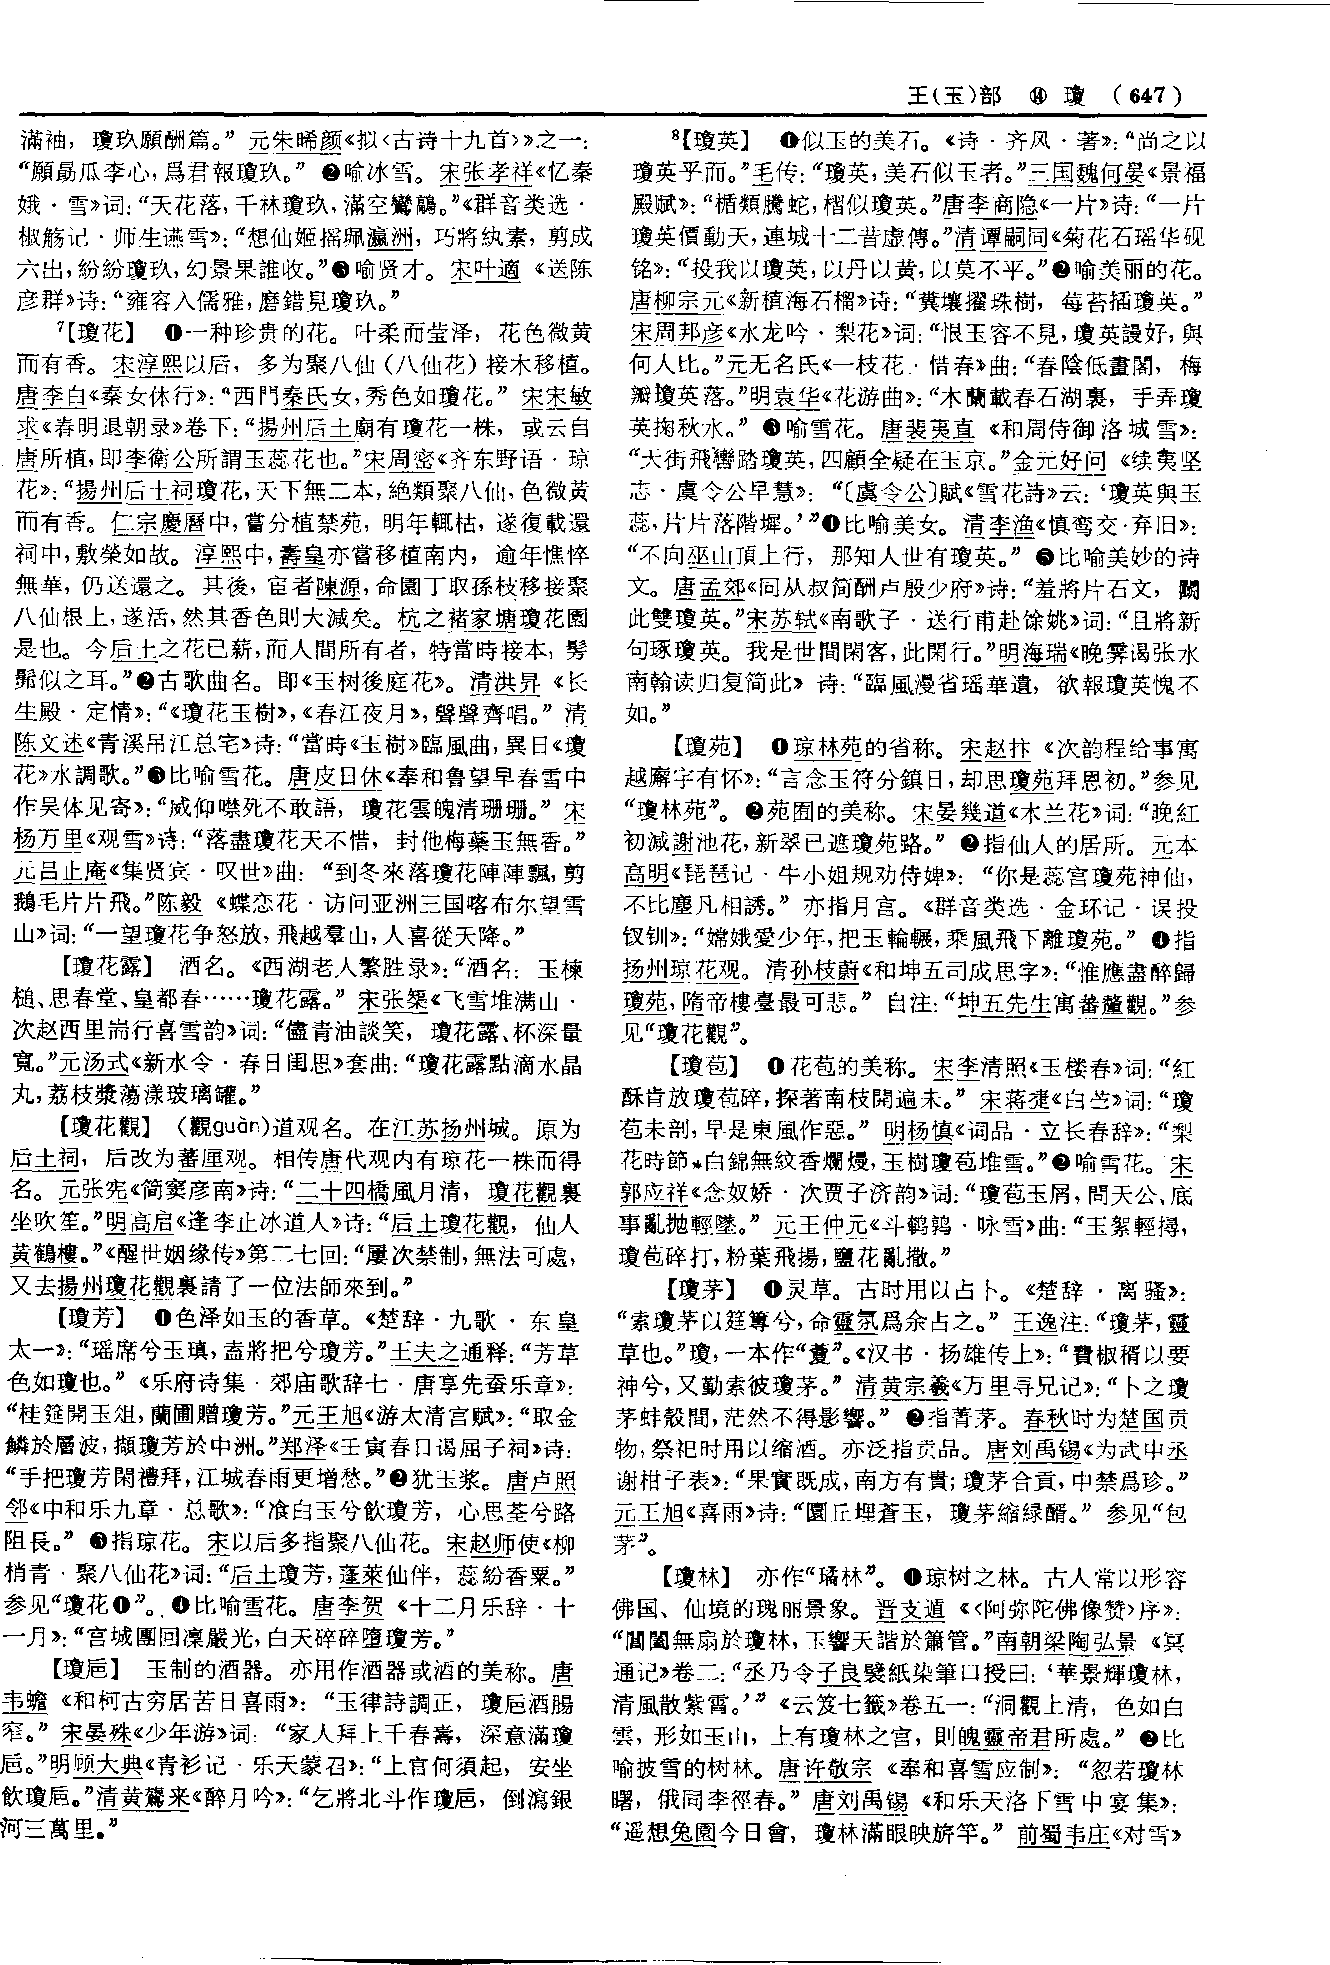 王(玉)部 ⑭ 瓊 (647)
滿袖，瓊玖願酬篇。”元朱晞颜《拟〈古诗十九首〉》之一：
“願勗瓜李心，爲君報瓊玖。”❷喻冰雪。宋张孝祥《忆秦
娥·雪》词：“天花落，千林瓊玖，滿空鸞鶴。”《群音类选·
椒觞记·师生䜩雪》：“想仙姬摇珮瀛洲，巧將紈素，剪成
六出，紛紛瓊玖，幻景果誰收。”❸喻贤才。宋叶適《送陈
彦群》诗：“雍容入儒雅，磨錯見瓊玖。”
⁷【瓊花】 ❶一种珍贵的花。叶柔而莹泽，花色微黄
而有香。宋淳熙以后，多为聚八仙（八仙花）接木移植。
唐李白《秦女休行》：“西門秦氏女，秀色如瓊花。”宋宋敏
求《春明退朝录》卷下：“揚州后土廟有瓊花一株，或云自
唐所植，即李衛公所謂玉蕊花也。”宋周密《齐东野语·琼
花》：“揚州后土祠瓊花，天下無二本，絶類聚八仙，色微黄
而有香。仁宗慶曆中，嘗分植禁苑，明年輒枯，遂復載還
祠中，敷榮如故。淳熙中，壽皇亦嘗移植南内，逾年憔悴
無華，仍送還之。其後，宦者陳源，命園丁取孫枝移接聚
八仙根上，遂活，然其香色則大減矣。杭之褚家塘瓊花園
是也。今后土之花已薪，而人間所有者，特當時接本，髣
髴似之耳。”❷古歌曲名。即《玉树後庭花》。清洪昇《长
生殿·定情》：“《瓊花玉樹》，《春江夜月》，聲聲齊唱。”清
陈文述《青溪吊江总宅》诗：“當時《玉樹》臨風曲，異日《瓊
花》水調歌。”❸比喻雪花。唐皮日休《奉和鲁望早春雪中
作吴体见寄》：“威仰噤死不敢語，瓊花雲魄清珊珊。”宋
杨万里《观雪》诗：“落盡瓊花天不惜，封他梅蘂玉無香。”
元吕止庵《集贤宾·叹世》曲：“到冬來落瓊花陣陣飄，剪
鵝毛片片飛。”陈毅《蝶恋花·访问亚洲三国喀布尔望雪
山》词：“一望瓊花争怒放，飛越羣山，人喜從天降。”
【瓊花露】 酒名。《西湖老人繁胜录》：“酒名：玉楝
槌、思春堂、皇都春……瓊花露。”宋张榘《飞雪堆满山·
次赵西里耑行喜雪韵》词：“儘青油談笑，瓊花露、杯深量
寬。”元汤式《新水令·春日闺思》套曲：“瓊花露點滴水晶
丸，荔枝漿蕩漾玻璃罐。”
【瓊花觀】 （觀guàn）道观名。在江苏扬州城。原为
后土祠，后改为蕃厘观。相传唐代观内有琼花一株而得
名。元张宪《简窦彦南》诗：“二十四橋風月清，瓊花觀裏
坐吹笙。”明高启《逢李止冰道人》诗：“后土瓊花觀，仙人
黄鶴樓。”《醒世姻缘传》第二七回：“屢次禁制，無法可處，
又去揚州瓊花觀裏請了一位法師來到。”
【瓊芳】 ❶色泽如玉的香草。《楚辞·九歌·东皇
太一》：“瑶席兮玉瑱，盍將把兮瓊芳。”王夫之通释：“芳草
色如瓊也。”《乐府诗集·郊庙歌辞七·唐享先蚕乐章》：
“桂筵開玉俎，蘭圃贈瓊芳。”元王旭《游太清宫赋》：“取金
鱗於層波，擷瓊芳於中洲。”郑泽《壬寅春日谒屈子祠》诗：
“手把瓊芳閑禮拜，江城春雨更增愁。”❷犹玉浆。唐卢照
邻《中和乐九章·总歌》：“飡白玉兮飲瓊芳，心思荃兮路
阻長。”❸指琼花。宋以后多指聚八仙花。宋赵师使《柳
梢青·聚八仙花》词：“后土瓊芳，蓬萊仙伴，蕊紛香粟。”
参见“瓊花❶”。❹比喻雪花。唐李贺《十二月乐辞·十
一月》：“宫城團回凜嚴光，白天碎碎墮瓊芳。”
【瓊巵】 玉制的酒器。亦用作酒器或酒的美称。唐
韦蟾《和柯古穷居苦日喜雨》：“玉律詩調正，瓊巵酒腸
窄。”宋晏殊《少年游》词：“家人拜上千春壽，深意滿瓊
巵。”明顾大典《青衫记·乐天蒙召》：“上官何須起，安坐
飲瓊巵。”清黄鷟来《醉月吟》：“乞將北斗作瓊巵，倒瀉銀
河三萬里。”
⁸【瓊英】 ❶似玉的美石。《诗·齐风·著》：“尚之以
瓊英乎而。”毛传：“瓊英，美石似玉者。”三国魏何晏《景福
殿赋》：“楯類騰蛇，槢似瓊英。”唐李商隐《一片》诗：“一片
瓊英價動天，連城十二昔虚傳。”清谭嗣同《菊花石瑶华砚
铭》：“投我以瓊英，以丹以黄，以莫不平。”❷喻美丽的花。
唐柳宗元《新植海石榴》诗：“糞壤擢珠樹，莓苔插瓊英。”
宋周邦彦《水龙吟·梨花》词：“恨玉容不見，瓊英謾好，與
何人比。”元无名氏《一枝花·惜春》曲：“春陰低畫閣，梅
瓣瓊英落。”明袁华《花游曲》：“木蘭載春石湖裏，手弄瓊
英掬秋水。”❸喻雪花。唐裴夷直《和周侍御洛城雪》：
“天街飛轡踏瓊英，四顧全疑在玉京。”金元好问《续夷坚
志·虞令公早慧》：“〔虞令公〕賦《雪花詩》云：‘瓊英與玉
蕊，片片落階墀。’”❹比喻美女。清李渔《慎鸾交·弃旧》：
“不向巫山頂上行，那知人世有瓊英。”❺比喻美妙的诗
文。唐孟郊《同从叔简酬卢殷少府》诗：“羞將片石文，鬭
此雙瓊英。”宋苏轼《南歌子·送行甫赴馀姚》词：“且將新
句琢瓊英。我是世間閑客，此閑行。”明海瑞《晚霁渴张水
南翰读归复简此》诗：“臨風漫省瑶華遺，欲報瓊英愧不
如。”
【瓊苑】 ❶琼林苑的省称。宋赵抃《次韵程给事寓
越廨宇有怀》：“言念玉符分鎮日，却思瓊苑拜恩初。”参见
“瓊林苑”。❷苑囿的美称。宋晏幾道《木兰花》词：“晚紅
初減謝池花，新翠已遮瓊苑路。”❷指仙人的居所。元本
高明《琵琶记·牛小姐规劝侍婢》：“你是蕊宫瓊苑神仙，
不比塵凡相誘。”亦指月宫。《群音类选·金环记·误投
钗钏》：“嫦娥愛少年，把玉輪輾，乘風飛下離瓊苑。”❹指
扬州琼花观。清孙枝蔚《和坤五司成思字》：“惟應盡醉歸
瓊苑，隋帝樓臺最可悲。”自注：“坤五先生寓蕃釐觀。”参
见“瓊花觀”。
【瓊苞】 ❶花苞的美称。宋李清照《玉楼春》词：“紅
酥肯放瓊苞碎，探著南枝開遍未。”宋蒋捷《白苎》词：“瓊
苞未剖，早是東風作惡。”明杨慎《词品·立长春辞》：“梨
花時節，白錦無紋香爛熳，玉樹瓊苞堆雪。”❷喻雪花。宋
郭应祥《念奴娇·次贾子济韵》词：“瓊苞玉屑，問天公、底
事亂抛輕墜。”元王仲元《斗鹌鹑·咏雪》曲：“玉絮輕撏，
瓊苞碎打，粉葉飛揚，鹽花亂撒。”
【瓊茅】 ❶灵草。古时用以占卜。《楚辞·离骚》：
“索瓊茅以筳篿兮，命靈氛爲余占之。”王逸注：“瓊茅，靈
草也。”瓊，一本作“藑”。《汉书·扬雄传上》：“費椒稰以要
神兮，又勤索彼瓊茅。”清黄宗羲《万里寻兄记》：“卜之瓊
茅蚌殻間，茫然不得影響。”❷指菁茅。春秋时为楚国贡
物，祭祀时用以缩酒。亦泛指贡品。唐刘禹锡《为武中丞
谢柑子表》：“果實既成，南方有貴；瓊茅合貢，中禁爲珍。”
元王旭《喜雨》诗：“圜丘埋蒼玉，瓊茅縮緑醑。”参见“包
茅”。
【瓊林】 亦作“璚林”。❶琼树之林。古人常以形容
佛国、仙境的瑰丽景象。晋支遁《〈阿弥陀佛像赞〉序》：
“閶闔無扇於瓊林，玉響天諧於簫管。”南朝梁陶弘景《冥
通记》卷二：“丞乃令子良襞紙染筆口授曰：‘華景輝瓊林，
清風散紫霄。’”《云笈七籤》卷五一：“洞觀上清，色如白
雲，形如玉山，上有瓊林之宫，則皝靈帝君所處。”❷比
喻披雪的树林。唐许敬宗《奉和喜雪应制》：“忽若瓊林
曙，俄同李徑春。”唐刘禹锡《和乐天洛下雪中宴集》：
“遥想兔園今日會，瓊林滿眼映旂竿。”前蜀韦庄《对雪》